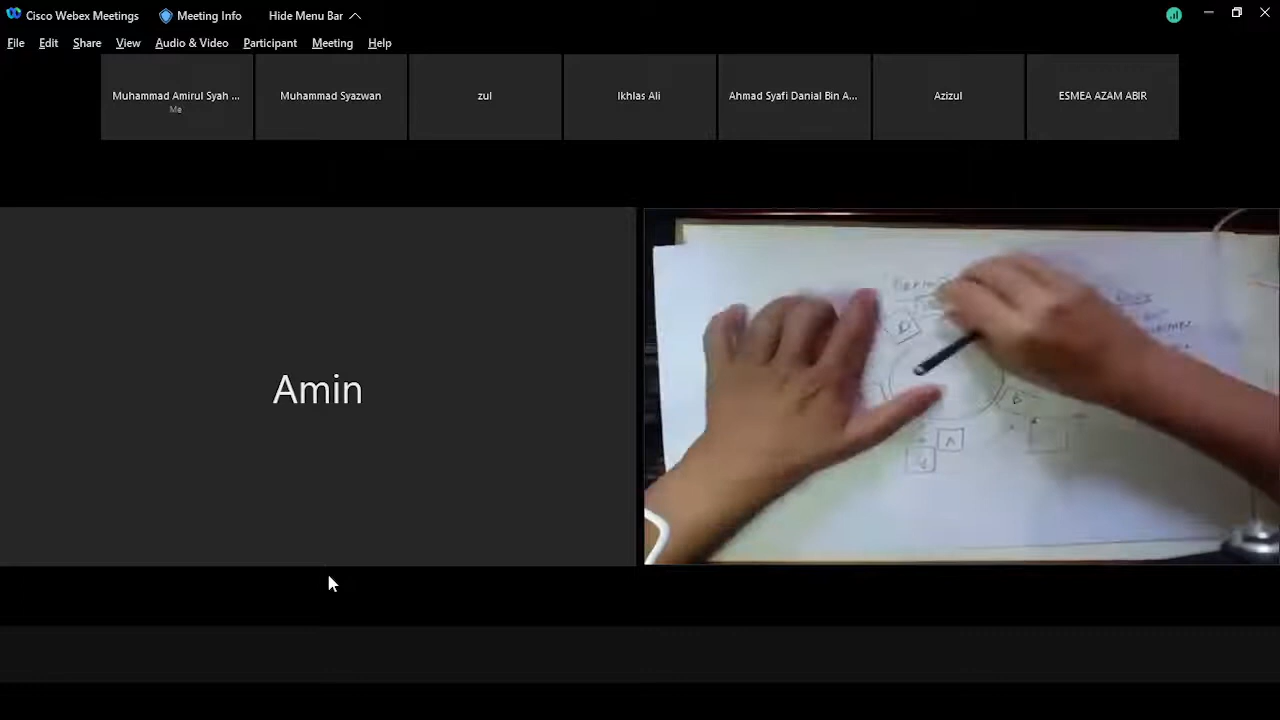 Cisco Webex Meetings Meeting Info Hide Menu Bar
File Edit Share View Audio & Video Participant Meeting Help
Muhammad Amirul Syah ...
Me
Muhammad Syazwan
zul
Ikhlas Ali
Ahmad Syafi Danial Bin A...
Azizul
ESMEA AZAM ABIR
Amin
D
B
A